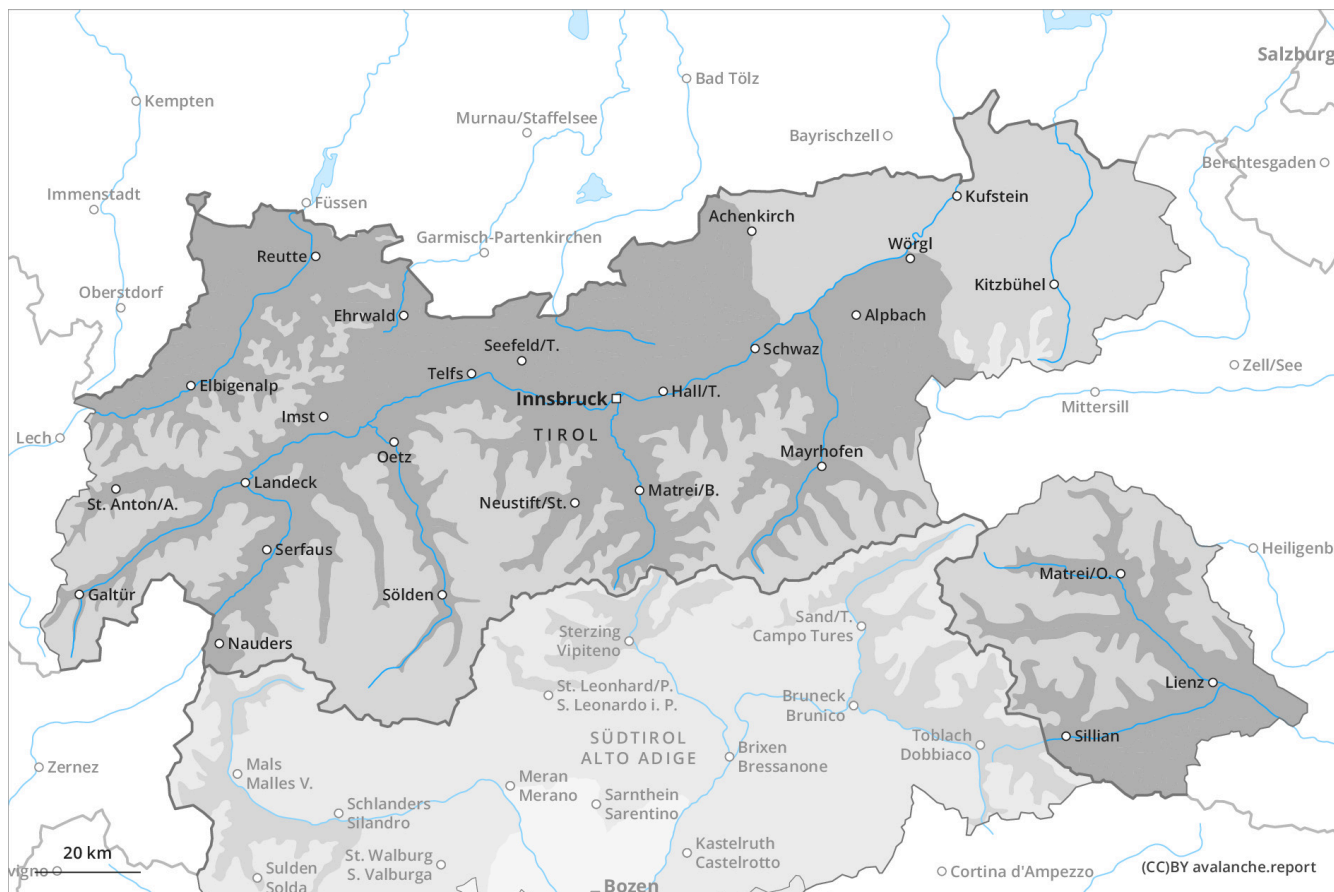 Salzburg
Bad Tölz
Kempten
Murnau/Staffelsee
Bayrischzell
Berchtesgaden
Immenstadt
Füssen
Kufstein
Achenkirch
Garmisch-Partenkirchen
Wörgl
Reutte
Kitzbühel
Oberstdorf
Ehrwald
Alpbach
Seefeld/T.
Schwaz
Zell/See
Telfs
Elbigenalp
Hall/T.
Innsbruck
Mittersill
Imst
TIROL
Lech
Oetz
Mayrhofen
Landeck
Matrei/B.
St. Anton/A.
Neustift/St.
Serfaus
Heiligenb
Matrei/O.
Galtür
Sölden
Sand/T.
Campo Tures
Sterzing
Vipiteno
Nauders
Lienz
St. Leonhard/P.
S. Leonardo i. P.
Bruneck
Brunico
SÜDTIROL
ALTO ADIGE
Toblach
Dobbiaco
Sillian
Brixen
Bressanone
Zernez
Mals
Malles V.
Meran
Merano
Schlanders
Silandro
Sarnthein
Sarentino
Kastelruth
Castelrotto
20 km
vigno
St. Walburg
S. Valburga
Sulden
Solda
Cortina d'Ampezzo
(CC)BY avalanche.report
Bozen